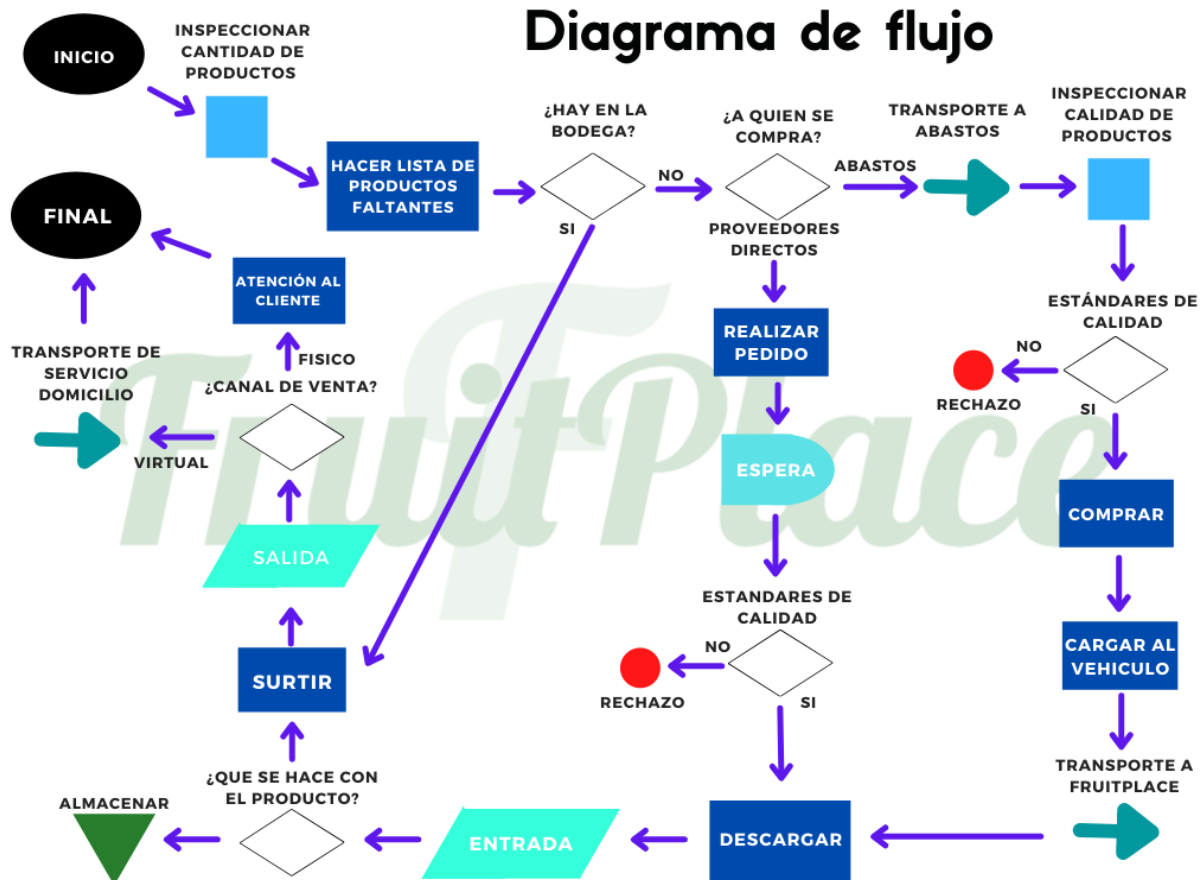 Diagrama de flujo
INICIO
INSPECCIONAR
CANTIDAD DE
PRODUCTOS
HACER LISTA DE
PRODUCTOS
FALTANTES
¿HAY EN LA
BODEGA?
NO
SI
¿A QUIEN SE
COMPRA?
ABASTOS
PROVEEDORES
DIRECTOS
TRANSPORTE A
ABASTOS
INSPECCIONAR
CALIDAD DE
PRODUCTOS
ESTÁNDARES DE
CALIDAD
NO
RECHAZO
SI
COMPRAR
CARGAR AL
VEHICULO
TRANSPORTE A
FRUITPLACE
REALIZAR
PEDIDO
ESPERA
ESTANDARES DE
CALIDAD
NO
RECHAZO
SI
DESCARGAR
ENTRADA
¿QUE SE HACE CON
EL PRODUCTO?
ALMACENAR
SURTIR
SALIDA
¿CANAL DE VENTA?
FISICO
VIRTUAL
ATENCIÓN AL
CLIENTE
TRANSPORTE DE
SERVICIO
DOMICILIO
FINAL
FruitPlace